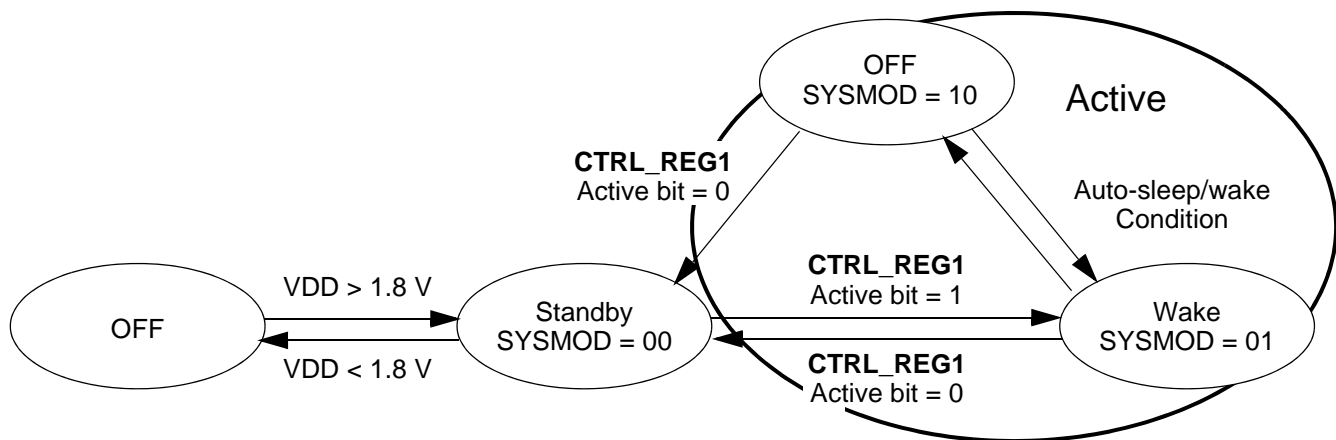 OFF
SYSMOD = 10
Active
CTRL_REG1
Active bit = 0
Auto-sleep/wake
Condition
VDD > 1.8 V
CTRL_REG1
Active bit = 1
OFF
Standby
SYSMOD = 00
Wake
SYSMOD = 01
VDD < 1.8 V
CTRL_REG1
Active bit = 0